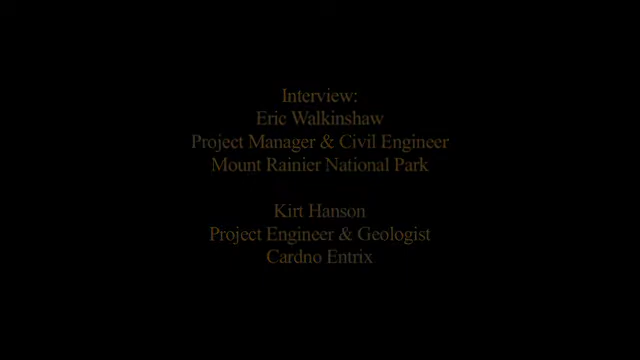 Interview:
Eric Walkinshaw
Project Manager & Civil Engineer
Mount Rainier National Park
Kirt Hanson
Project Engineer & Geologist
Cardno Entrix